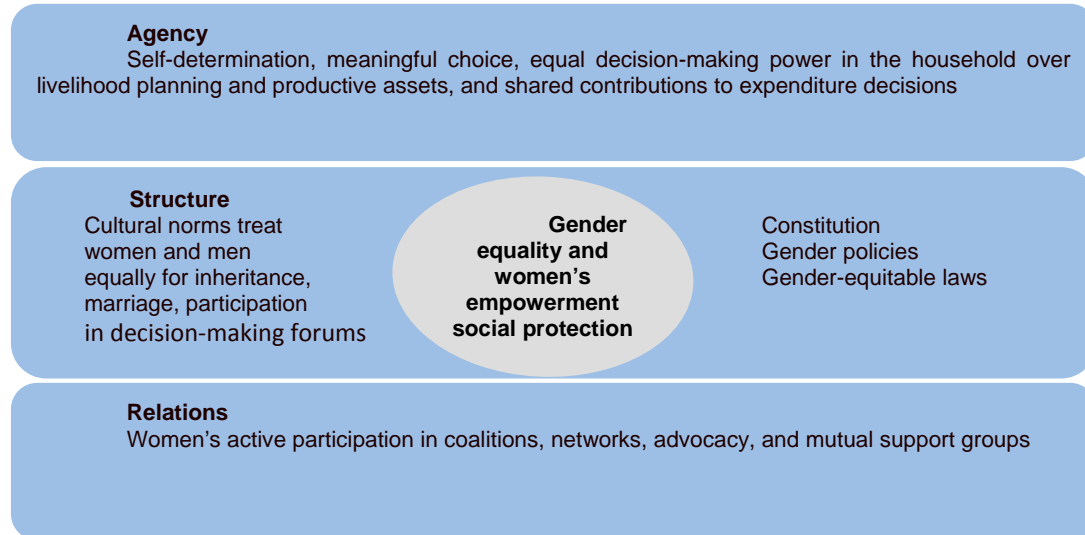 Agency
Self-determination, meaningful choice, equal decision-making power in the household over
livelihood planning and productive assets, and shared contributions to expenditure decisions
Structure
Cultural norms treat
women and men
equally for inheritance,
marriage, participation
in decision-making forums
Gender
equality and
women's
empowerment
social protection
Constitution
Gender policies
Gender-equitable laws
Relations
Women's active participation in coalitions, networks, advocacy, and mutual support groups